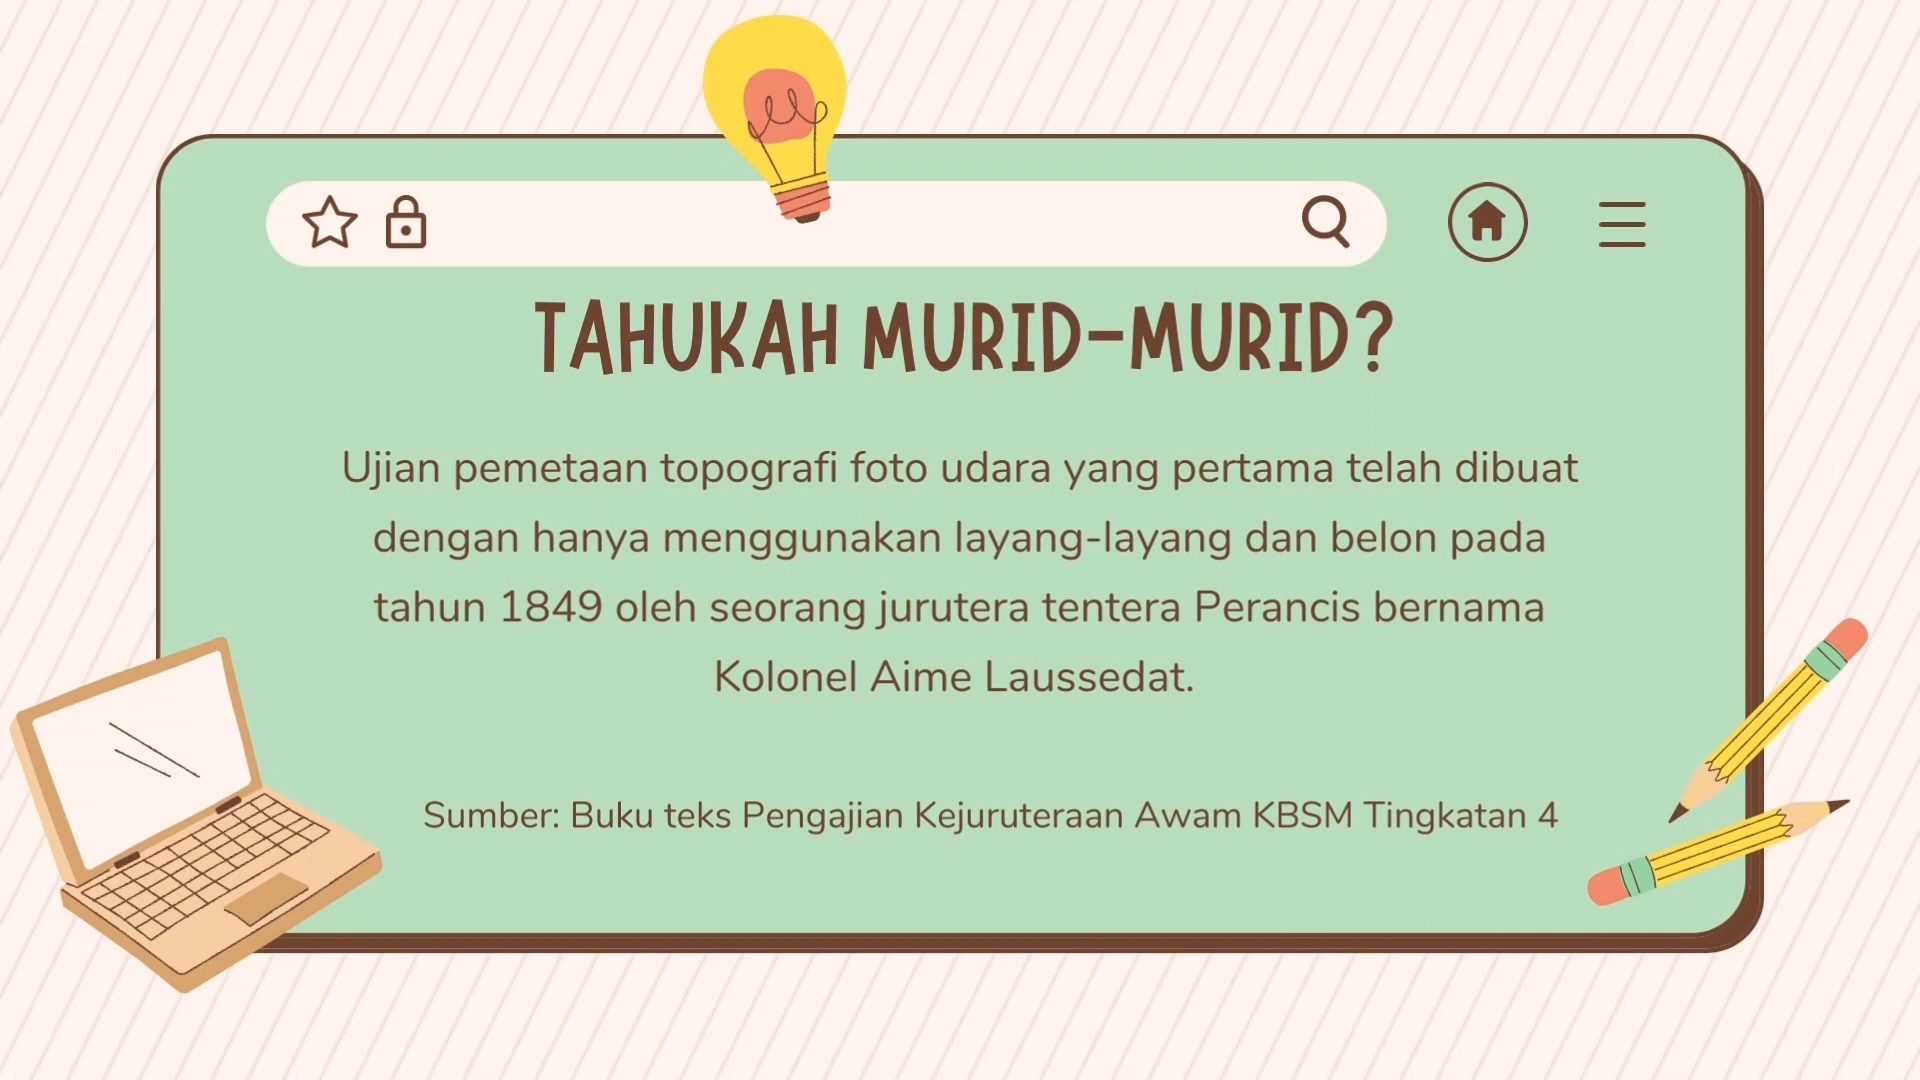 TAHUKAH MURID-MURID?
Ujian pemetaan topografi foto udara yang pertama telah dibuat
dengan hanya menggunakan layang-layang dan belon pada
tahun 1849 oleh seorang jurutera tentera Perancis bernama
Kolonel Aime Laussedat.
Sumber: Buku teks Pengajian Kejuruteraan Awam KBSM Tingkatan 4